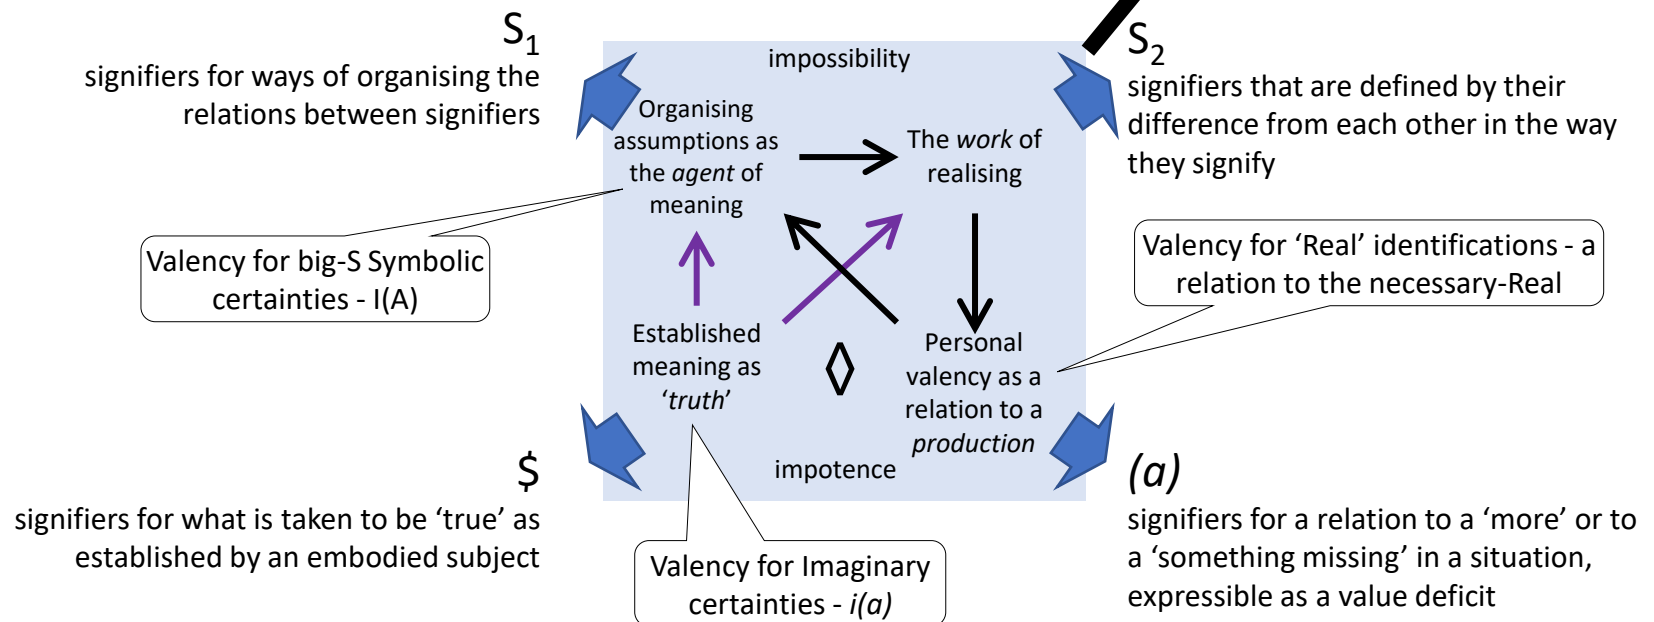 S1
signifiers for ways of organising the
relations between signifiers
impossibility
S2
signifiers that are defined by their
difference from each other in the way
they signify
Organising
assumptions as
the agent of
meaning
The work of
realising
Valency for big-S Symbolic
certainties - I(A)
Valency for ‘Real’ identifications - a
relation to the necessary-Real
Established
meaning as
‘truth’
◊
Personal
valency as a
relation to a
production
impotence
$
signifiers for what is taken to be ‘true’ as
established by an embodied subject
Valency for Imaginary
certainties - i(a)
(a)
signifiers for a relation to a ‘more’ or to
a ‘something missing’ in a situation,
expressible as a value deficit